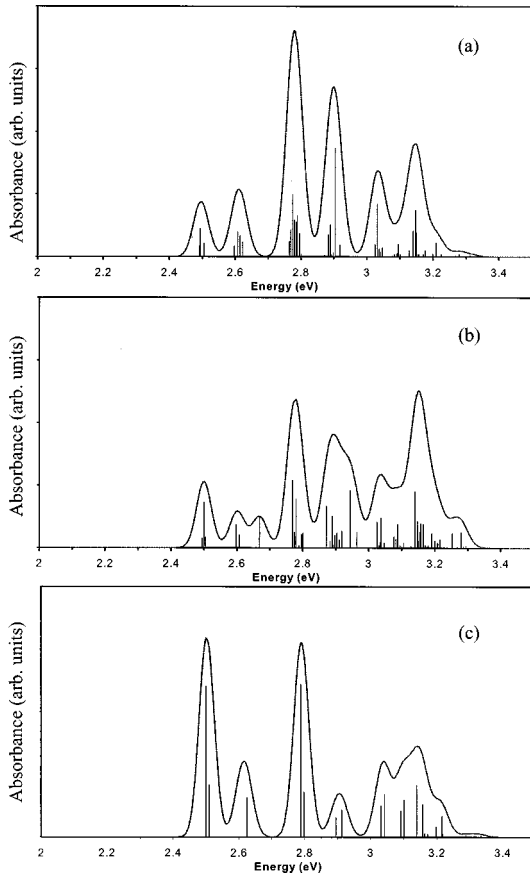 Absorbance (arb. units)
(a)
2 2.2 2.4 2.6 2.8 3 3.2 3.4
Energy (eV)
Absorbance (arb. units)
(b)
2 2.2 2.4 2.6 2.8 3 3.2 3.4
Energy (eV)
Absorbance (arb. units)
(c)
2 2.2 2.4 2.6 2.8 3 3.2 3.4
Energy (eV)